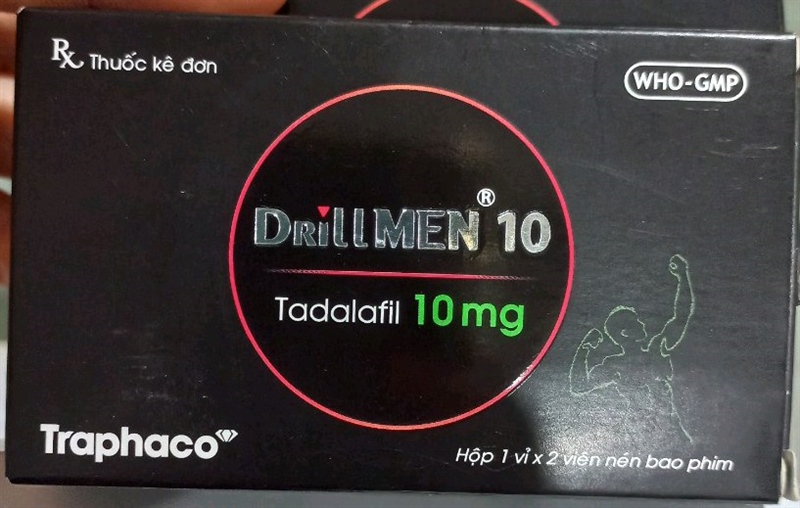 Rx Thuốc kê đơn
WHO-GMP
DRillMEN® 10
Tadalafil 10 mg
Traphaco
Hộp 1 vỉ x 2 viên nén bao phim